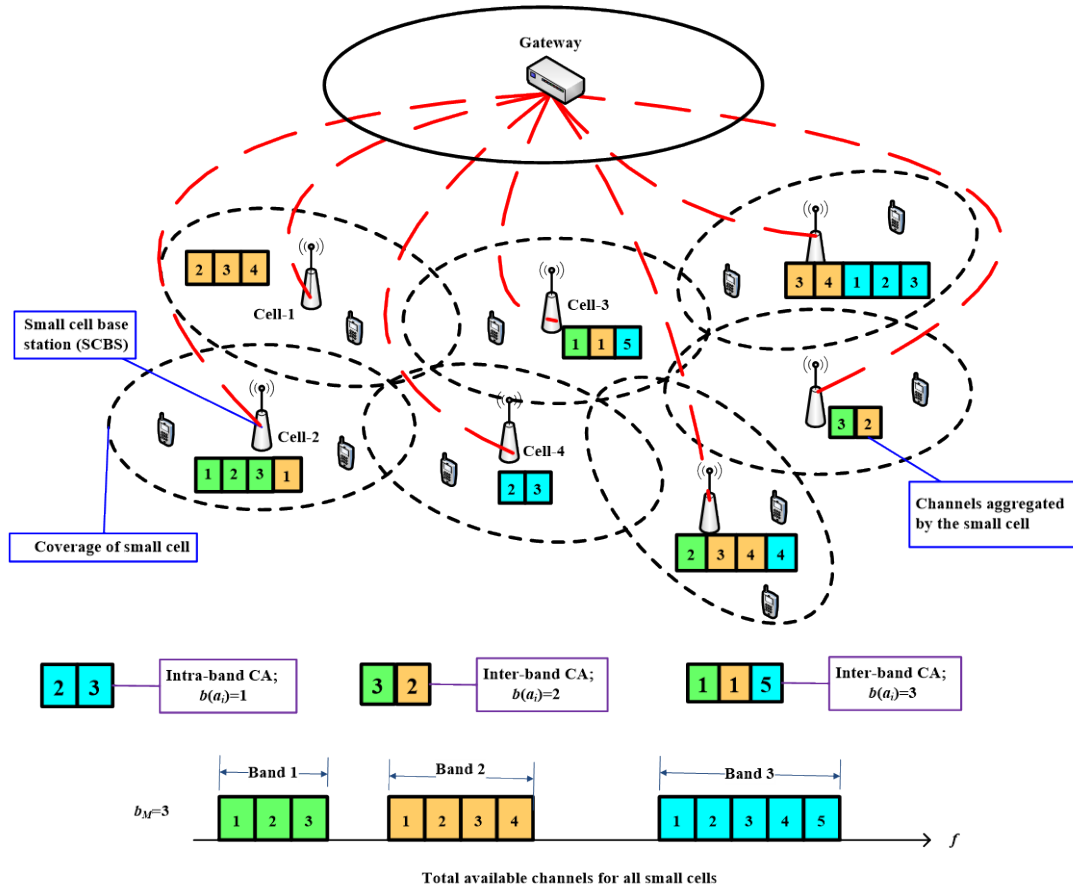 Gateway
2 3 4
Cell-1
Cell-3
3 4 1 2 3
Small cell base
station (SCBS)
1 1 5
Cell-2
Cell-4
3 2
1 2 3 1
2 3
Channels aggregated
by the small cell
Coverage of small cell
2 3 4 4
2 3
Intra-band CA;
b(aᵢ)=1
3 2
Inter-band CA;
b(aᵢ)=2
1 1 5
Inter-band CA;
b(aᵢ)=3
Band 1
Band 2
Band 3
b_M=3
1 2 3
1 2 3 4
1 2 3 4 5
f
Total available channels for all small cells